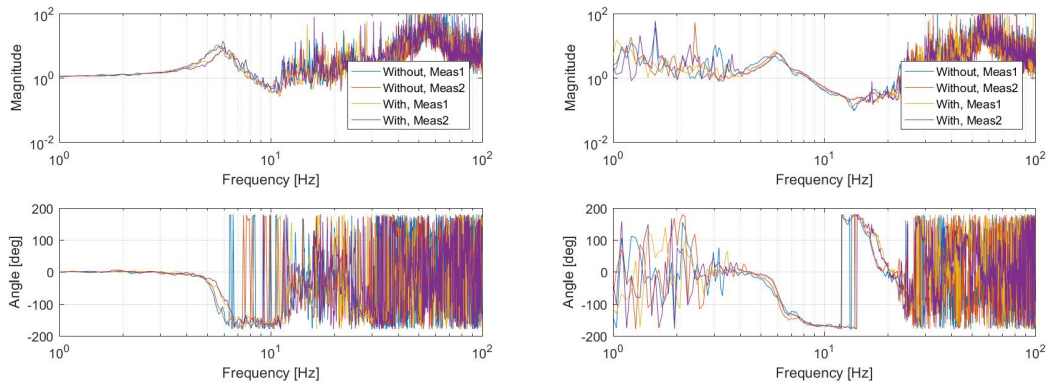 10^2
10^0
10^-2
Magnitude
Without, Meas1
Without, Meas2
With, Meas1
With, Meas2
10^0
10^1
10^2
Frequency [Hz]
200
100
0
-100
-200
Angle [deg]
10^0
10^1
10^2
Frequency [Hz]
10^2
10^0
10^-2
Magnitude
Without, Meas1
Without, Meas2
With, Meas1
With, Meas2
10^0
10^1
10^2
Frequency [Hz]
200
100
0
-100
-200
Angle [deg]
10^0
10^1
10^2
Frequency [Hz]